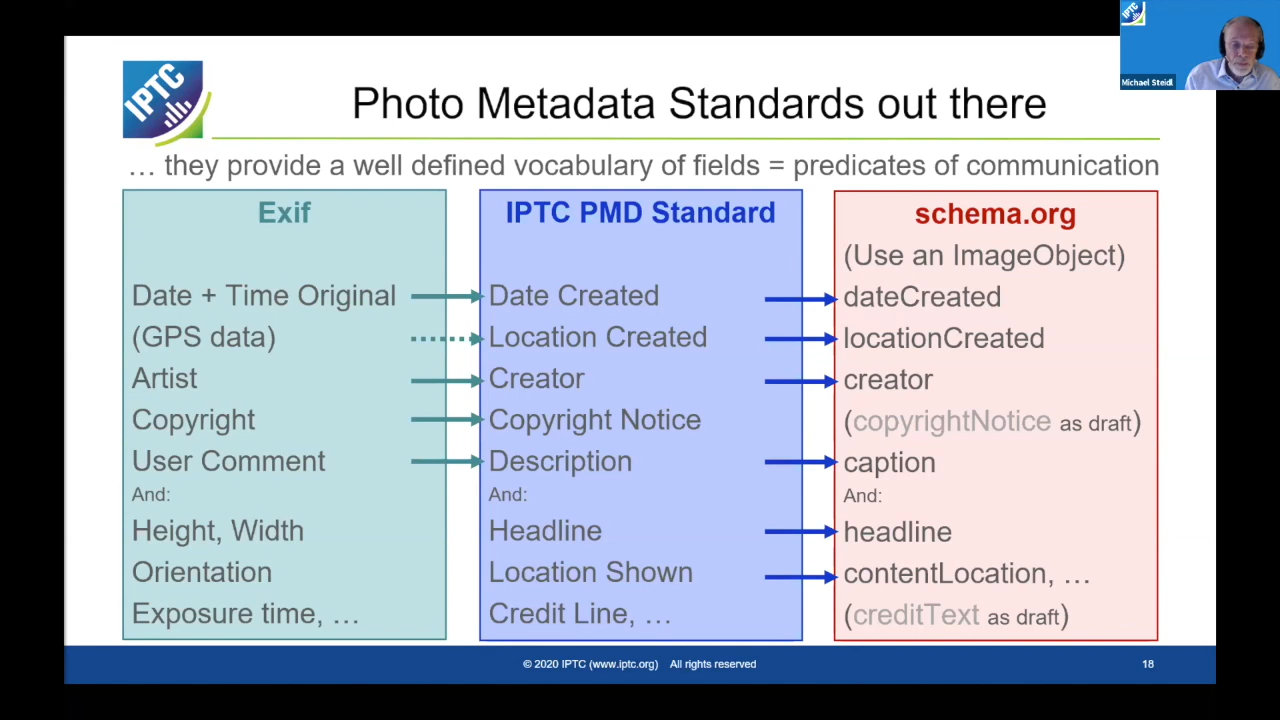 IPTC
Michael Steidl
IPTC
Photo Metadata Standards out there
… they provide a well defined vocabulary of fields = predicates of communication
Exif
Date + Time Original
(GPS data)
Artist
Copyright
User Comment
And:
Height, Width
Orientation
Exposure time, …
IPTC PMD Standard
Date Created
Location Created
Creator
Copyright Notice
Description
And:
Headline
Location Shown
Credit Line, …
schema.org
(Use an ImageObject)
dateCreated
locationCreated
creator
(copyrightNotice as draft)
caption
And:
headline
contentLocation, …
(creditText as draft)
© 2020 IPTC (www.iptc.org) All rights reserved
18